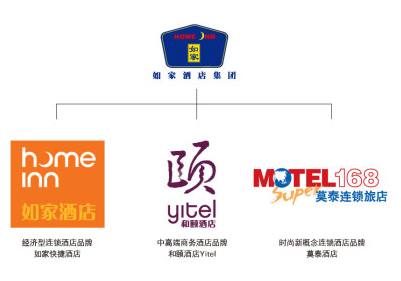 HOME INN
如家
如家酒店集团
home
inn
如家酒店
颐
yitel
和颐酒店
MOTEL168
Super
莫泰连锁旅店
经济型连锁酒店品牌
如家快捷酒店
中高端商务酒店品牌
和颐酒店Yitel
时尚新概念连锁酒店品牌
莫泰酒店